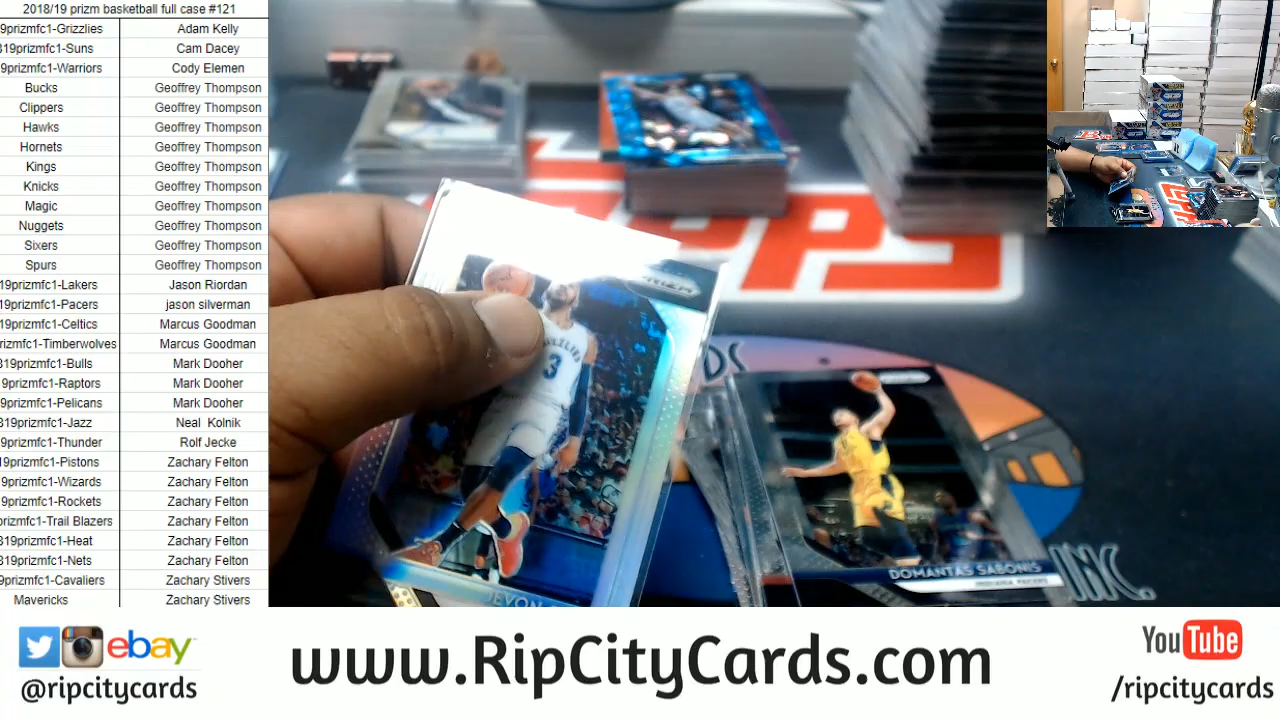 2018/19 prizm basketball full case #121
9prizmfc1-Grizzlies Adam Kelly
319prizmfc1-Suns Cam Dacey
9prizmfc1-Warriors Cody Elemen
Bucks Geoffrey Thompson
Clippers Geoffrey Thompson
Hawks Geoffrey Thompson
Hornets Geoffrey Thompson
Kings Geoffrey Thompson
Knicks Geoffrey Thompson
Magic Geoffrey Thompson
Nuggets Geoffrey Thompson
Sixers Geoffrey Thompson
Spurs Geoffrey Thompson
19prizmfc1-Lakers Jason Riordan
19prizmfc1-Pacers jason silverman
19prizmfc1-Celtics Marcus Goodman
rizmfc1-Timberwolves Marcus Goodman
319prizmfc1-Bulls Mark Dooher
9prizmfc1-Raptors Mark Dooher
9prizmfc1-Pelicans Mark Dooher
319prizmfc1-Jazz Neal Kolnik
9prizmfc1-Thunder Rolf Jecke
19prizmfc1-Pistons Zachary Felton
9prizmfc1-Wizards Zachary Felton
9prizmfc1-Rockets Zachary Felton
prizmfc1-Trail Blazers Zachary Felton
319prizmfc1-Heat Zachary Felton
319prizmfc1-Nets Zachary Felton
9prizmfc1-Cavaliers Zachary Stivers
Mavericks Zachary Stivers
3
DOMANTAS SABONIS
INDIANA PACERS
INC.
ebay
@ripcitycards
www.RipCityCards.com
YouTube
/ripcitycards